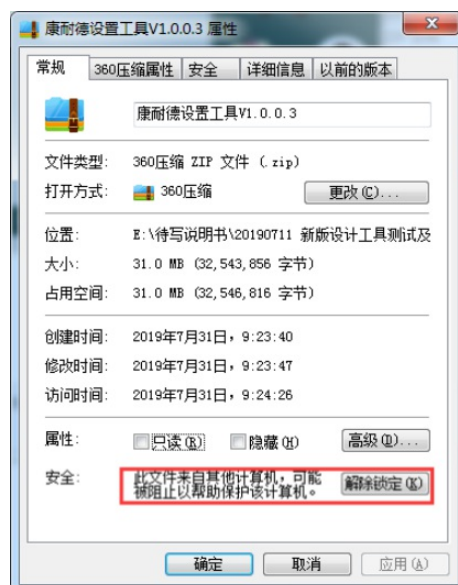 康耐德设置工具V1.0.0.3 属性
常规 360压缩属性 安全 详细信息 以前的版本
康耐德设置工具V1.0.0.3
文件类型: 360压缩 ZIP 文件 (.zip)
打开方式: 360压缩 更改(C)...
位置: E:\待写说明书\20190711 新版设计工具测试及
大小: 31.0 MB (32,543,856 字节)
占用空间: 31.0 MB (32,546,816 字节)
创建时间: 2019年7月31日，9:23:40
修改时间: 2019年7月31日，9:23:47
访问时间: 2019年7月31日，9:24:26
属性: 只读(R) 隐藏(H) 高级(D)...
安全: 此文件来自其他计算机，可能
被阻止以帮助保护该计算机。 解除锁定(K)
确定 取消 应用(A)